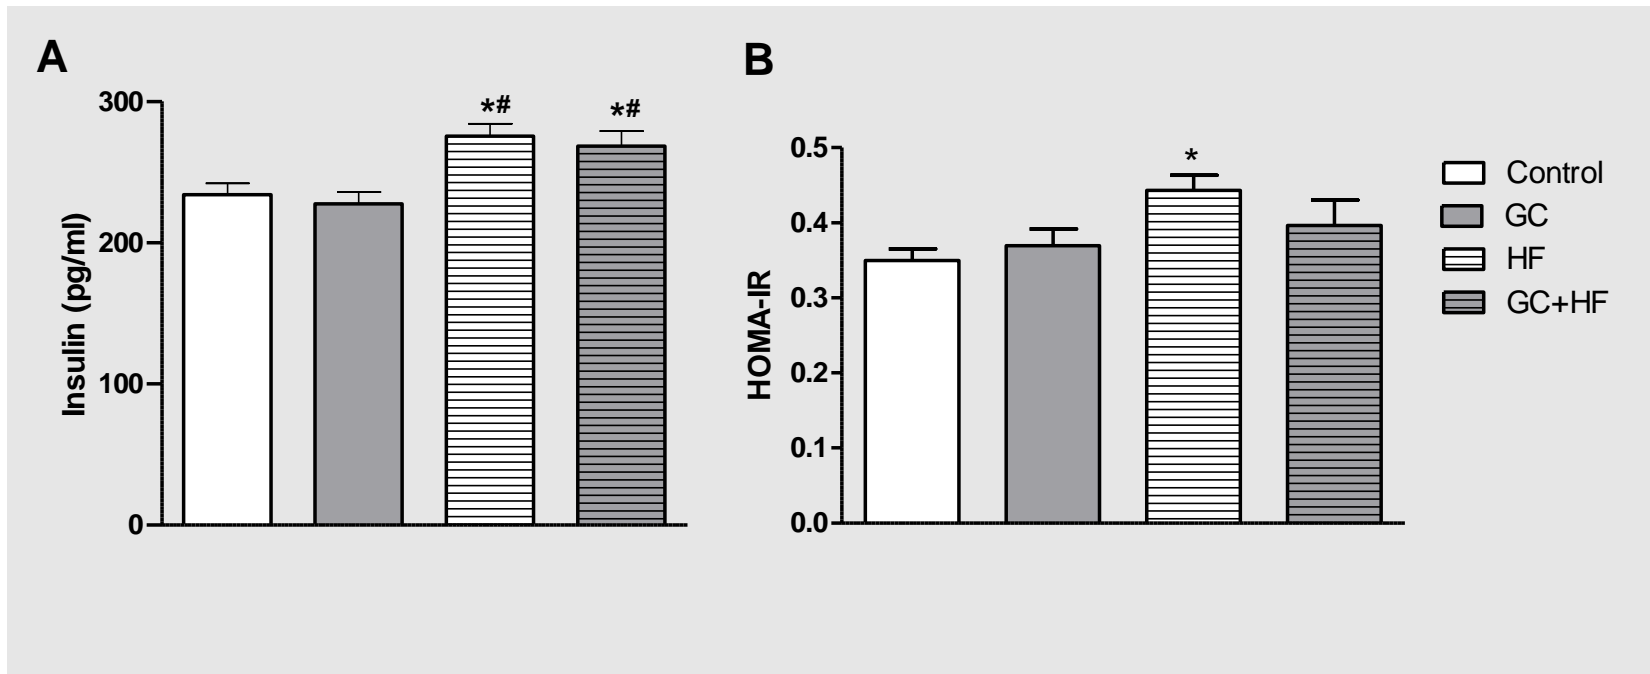 A
Insulin (pg/ml)
300
200
100
0
*#
*#
B
HOMA-IR
0.5
0.4
0.3
0.2
0.1
0.0
*
Control
GC
HF
GC+HF